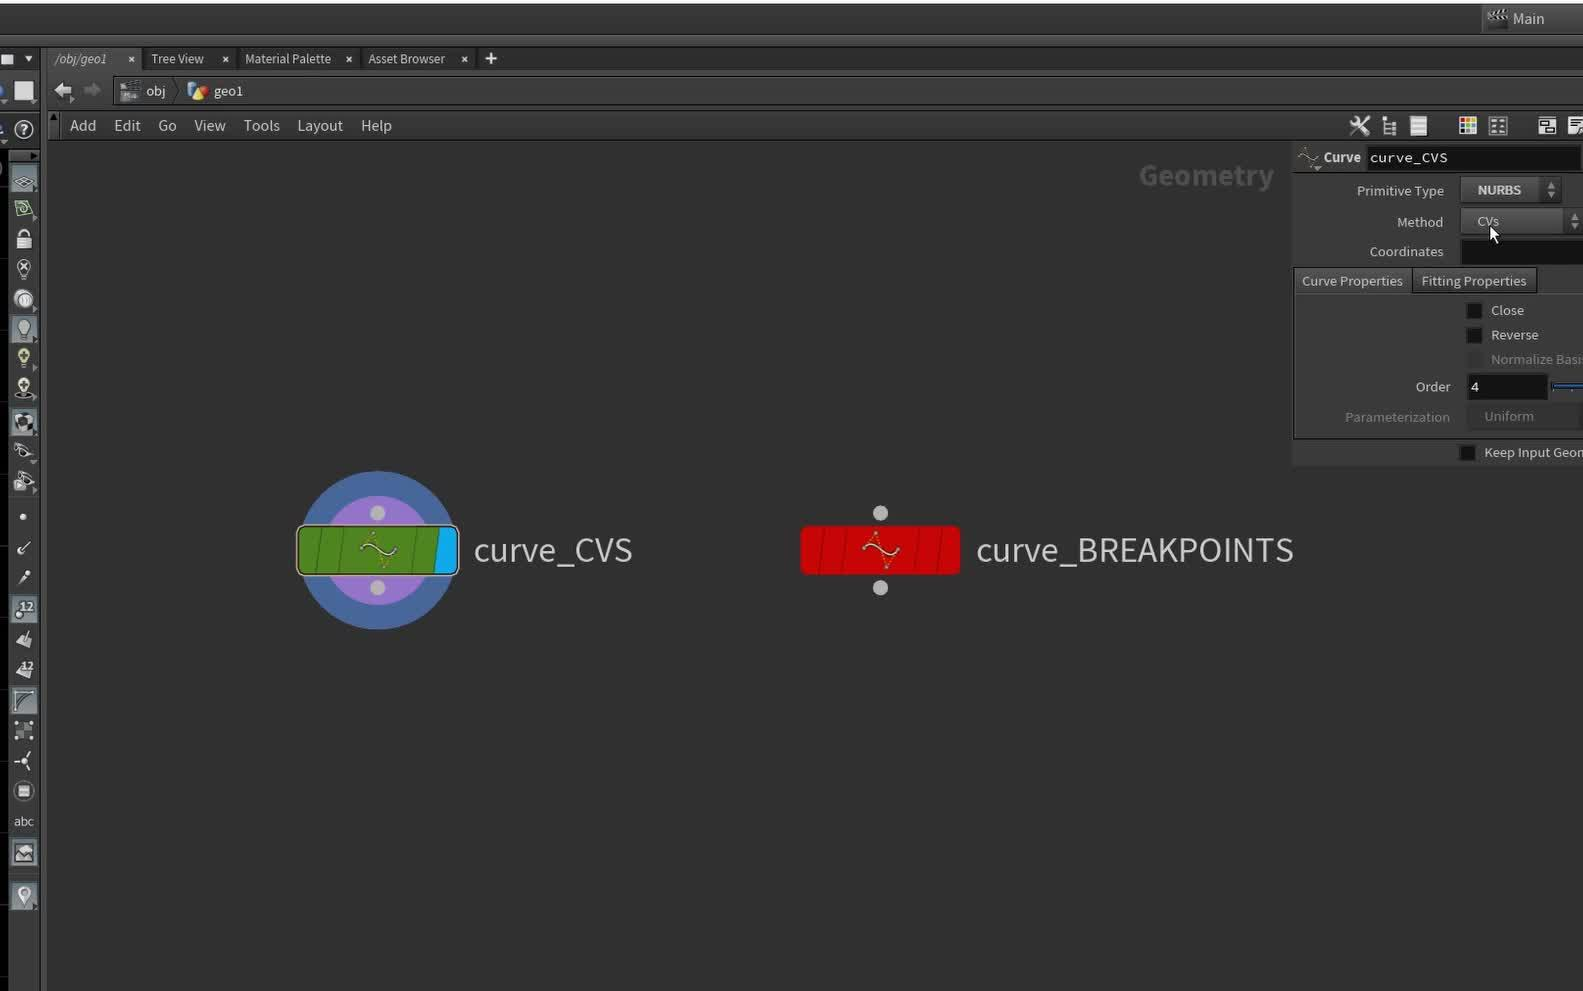 Main
/obj/geo1 Tree View Material Palette Asset Browser
obj geo1
Add Edit Go View Tools Layout Help
Geometry
Curve curve_CVS
Primitive Type NURBS
Method CVs
Coordinates
Curve Properties Fitting Properties
Close
Reverse
Normalize Basi
Order 4
Parameterization Uniform
Keep Input Geon
curve_CVS
curve_BREAKPOINTS
12
12
abc